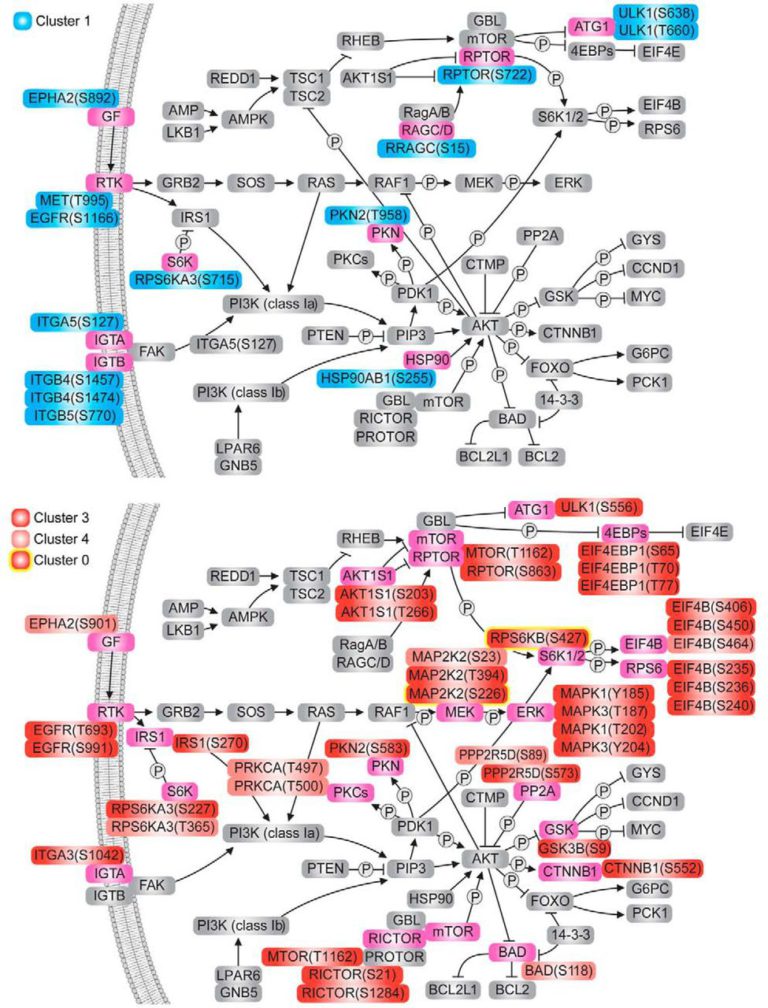 Cluster 1
GBL
mTOR
RPTOR
RPTOR(S722)
ATG1
ULK1(S638)
ULK1(T660)
P
4EBPs
EIF4E
RHEB
REDD1
TSC1
TSC2
AKT1S1
EPHA2(S892)
GF
AMP
LKB1
AMPK
P
RagA/B
RAGC/D
RRAGC(S15)
S6K1/2
P
EIF4B
P
RPS6
RTK
GRB2
SOS
RAS
RAF1
P
MEK
P
ERK
MET(T995)
EGFR(S1166)
IRS1
P
S6K
RPS6KA3(S715)
PKN2(T958)
PKN
P
P
PP2A
PKCs
P
P
CTMP
P
GYS
PDK1
P
GSK
P
CCND1
P
MYC
PI3K (class Ia)
ITGA5(S127)
IGTA
IGTB
FAK
ITGA5(S127)
PTEN
P
PIP3
AKT
P
P
CTNNB1
ITGB4(S1457)
ITGB4(S1474)
ITGB5(S770)
HSP90
HSP90AB1(S255)
P
FOXO
G6PC
PCK1
PI3K (class Ib)
GBL
mTOR
RICTOR
PROTOR
P
P
14-3-3
BAD
LPAR6
GNB5
BCL2L1
BCL2
Cluster 3
Cluster 4
Cluster 0
GBL
mTOR
RPTOR
MTOR(T1162)
RPTOR(S863)
ATG1
ULK1(S556)
P
4EBPs
EIF4E
EIF4EBP1(S65)
EIF4EBP1(T70)
EIF4EBP1(T77)
RHEB
REDD1
TSC1
TSC2
AKT1S1
AKT1S1(S203)
AKT1S1(T266)
AMP
LKB1
AMPK
EPHA2(S901)
GF
RagA/B
RAGC/D
P
RPS6KB(S427)
S6K1/2
P
EIF4B
P
RPS6
EIF4B(S406)
EIF4B(S450)
EIF4B(S464)
EIF4B(S235)
EIF4B(S236)
EIF4B(S240)
MAP2K2(S23)
MAP2K2(T394)
MAP2K2(S226)
RTK
GRB2
SOS
RAS
RAF1
P
MEK
P
ERK
MAPK1(Y185)
MAPK3(T187)
MAPK1(T202)
MAPK3(Y204)
EGFR(T693)
EGFR(S991)
IRS1
IRS1(S270)
P
S6K
RPS6KA3(S227)
RPS6KA3(T365)
PRKCA(T497)
PRKCA(T500)
PKN2(S583)
PKN
P
PKCs
P
PPP2R5D(S89)
PPP2R5D(S573)
CTMP
PP2A
P
GYS
PDK1
P
P
GSK
P
CCND1
P
MYC
GSK3B(S9)
PI3K (class Ia)
ITGA3(S1042)
IGTA
IGTB
FAK
PTEN
P
PIP3
AKT
P
CTNNB1
CTNNB1(S552)
HSP90
P
P
FOXO
G6PC
PCK1
PI3K (class Ib)
GBL
RICTOR
mTOR
PROTOR
MTOR(T1162)
RICTOR(S21)
RICTOR(S1284)
14-3-3
BAD
BAD(S118)
LPAR6
GNB5
BCL2L1
BCL2